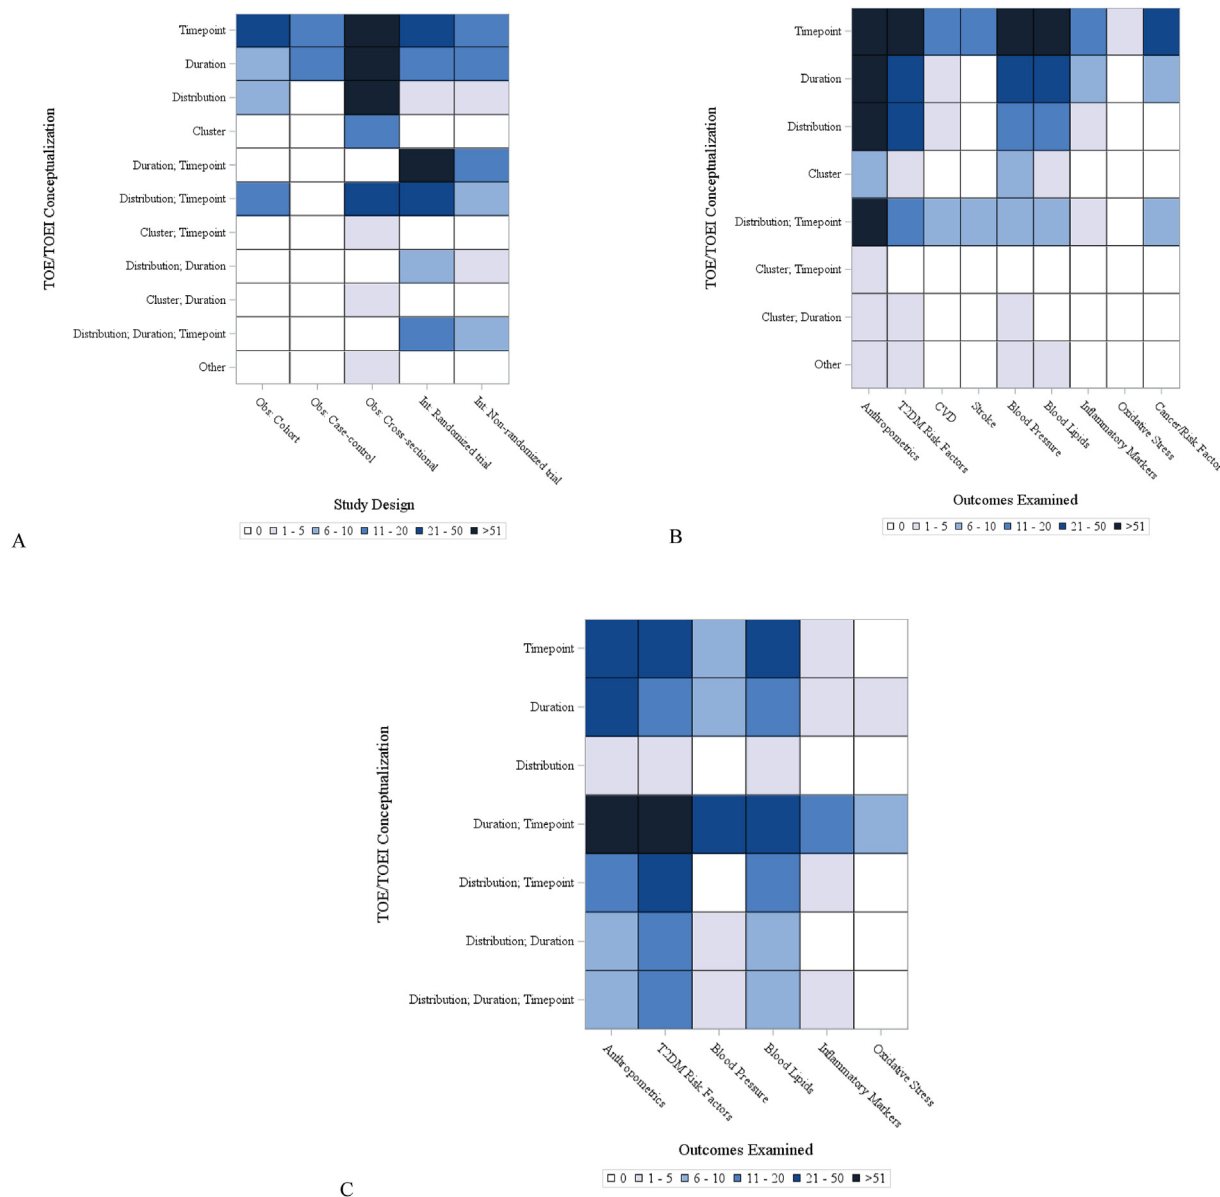 TOE/TOEI Conceptualization
Timepoint
Duration
Distribution
Cluster
Duration; Timepoint
Distribution; Timepoint
Cluster; Timepoint
Distribution; Duration
Cluster; Duration
Distribution; Duration; Timepoint
Other
Obs: Cohort
Obs: Case-control
Obs: Cross-sectional
Int: Randomized trial
Int: Non-randomized trial
Study Design
0 1 - 5 6 - 10 11 - 20 21 - 50 >51
A
TOE/TOEI Conceptualization
Timepoint
Duration
Distribution
Cluster
Distribution; Timepoint
Cluster; Timepoint
Cluster; Duration
Other
Anthropometrics
T2DM Risk Factors
CVD
Stroke
Blood Pressure
Blood Lipids
Inflammatory Markers
Oxidative Stress
Cancer/Risk Factor
Outcomes Examined
0 1 - 5 6 - 10 11 - 20 21 - 50 >51
B
TOE/TOEI Conceptualization
Timepoint
Duration
Distribution
Duration; Timepoint
Distribution; Timepoint
Distribution; Duration
Distribution; Duration; Timepoint
Anthropometrics
T2DM Risk Factors
Blood Pressure
Blood Lipids
Inflammatory Markers
Oxidative Stress
Outcomes Examined
0 1 - 5 6 - 10 11 - 20 21 - 50 >51
C